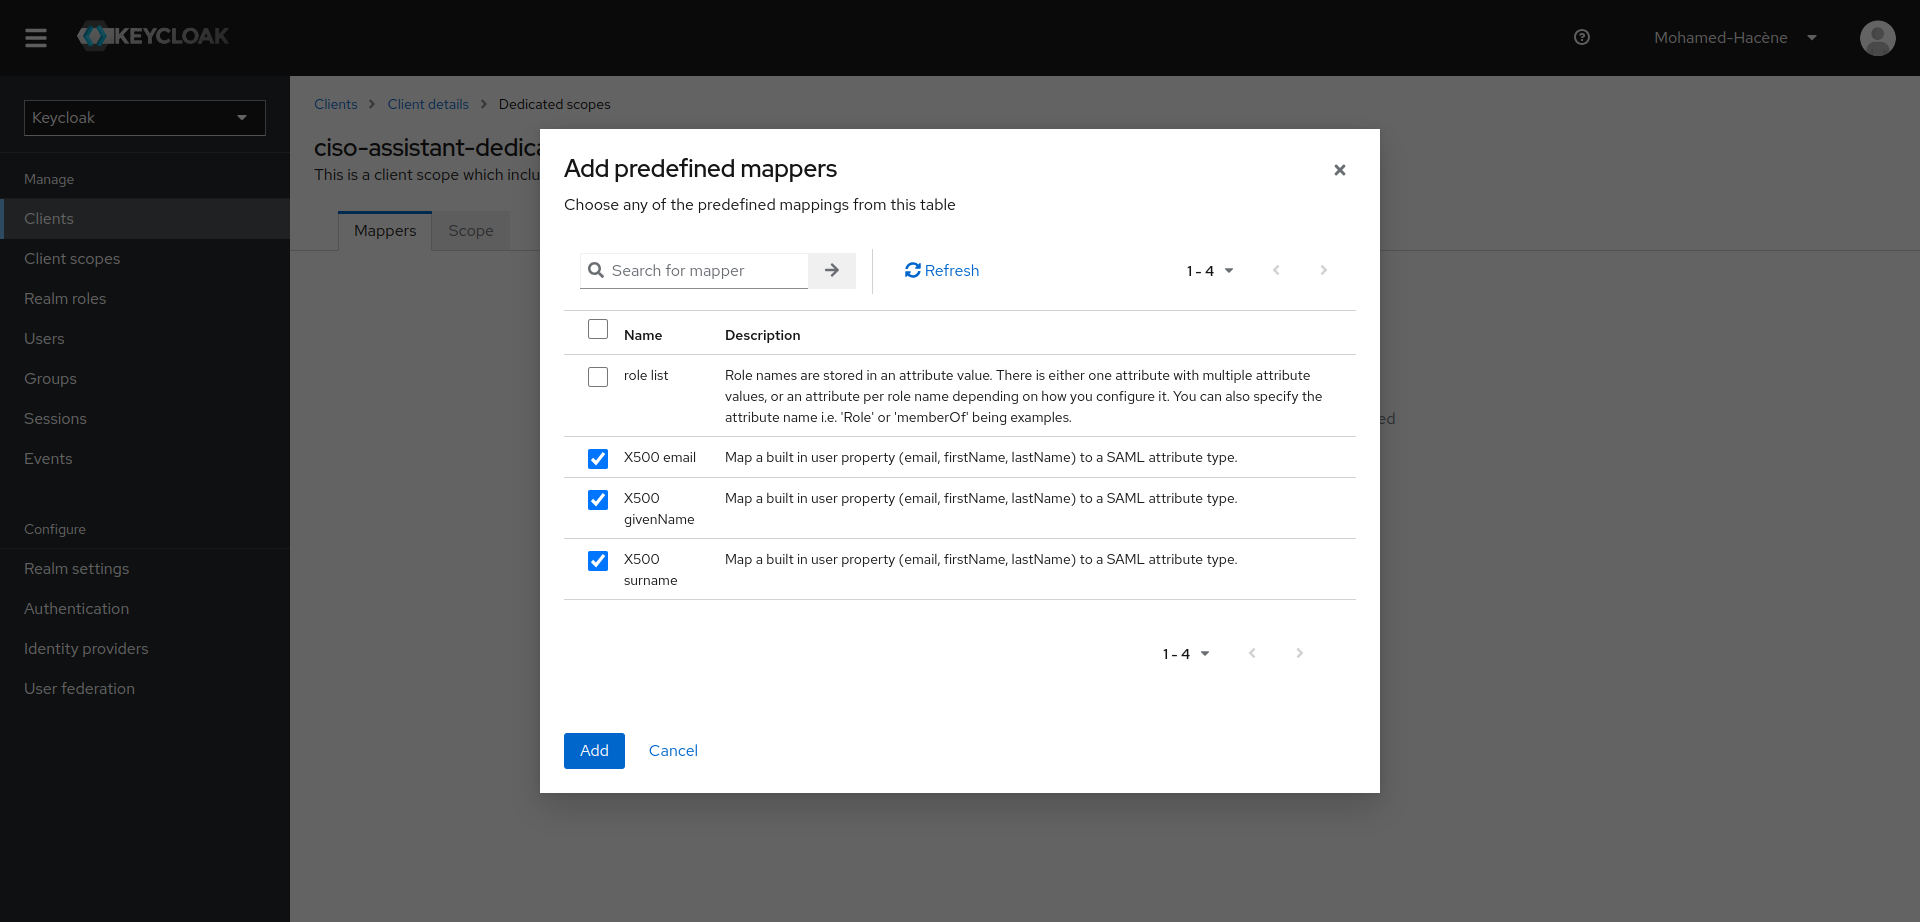 KEYCLOAK
Mohamed-Hacène
Keycloak
Manage
Clients
Client scopes
Realm roles
Users
Groups
Sessions
Events
Configure
Realm settings
Authentication
Identity providers
User federation
Clients > Client details > Dedicated scopes
ciso-assistant-dedica
This is a client scope which inclu
Mappers Scope
ed
Add predefined mappers
Choose any of the predefined mappings from this table
Search for mapper Refresh 1 - 4
Name Description
role list Role names are stored in an attribute value. There is either one attribute with multiple attribute
values, or an attribute per role name depending on how you configure it. You can also specify the
attribute name i.e. 'Role' or 'memberOf' being examples.
X500 email Map a built in user property (email, firstName, lastName) to a SAML attribute type.
X500 Map a built in user property (email, firstName, lastName) to a SAML attribute type.
givenName
X500 Map a built in user property (email, firstName, lastName) to a SAML attribute type.
surname
1 - 4
Add Cancel